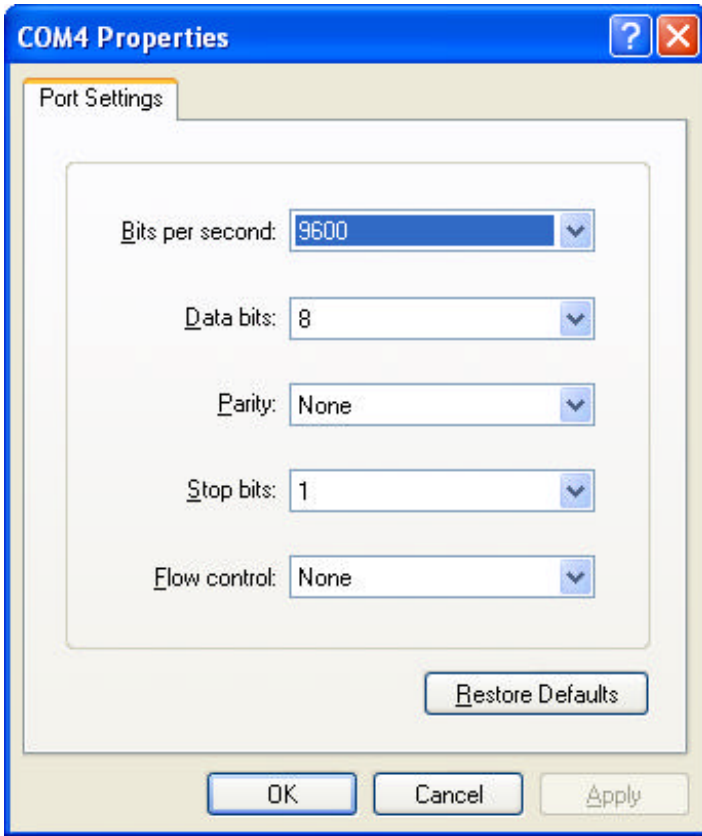 COM4 Properties
?
Port Settings
Bits per second: 9600
Data bits: 8
Parity: None
Stop bits: 1
Flow control: None
Restore Defaults
OK Cancel Apply